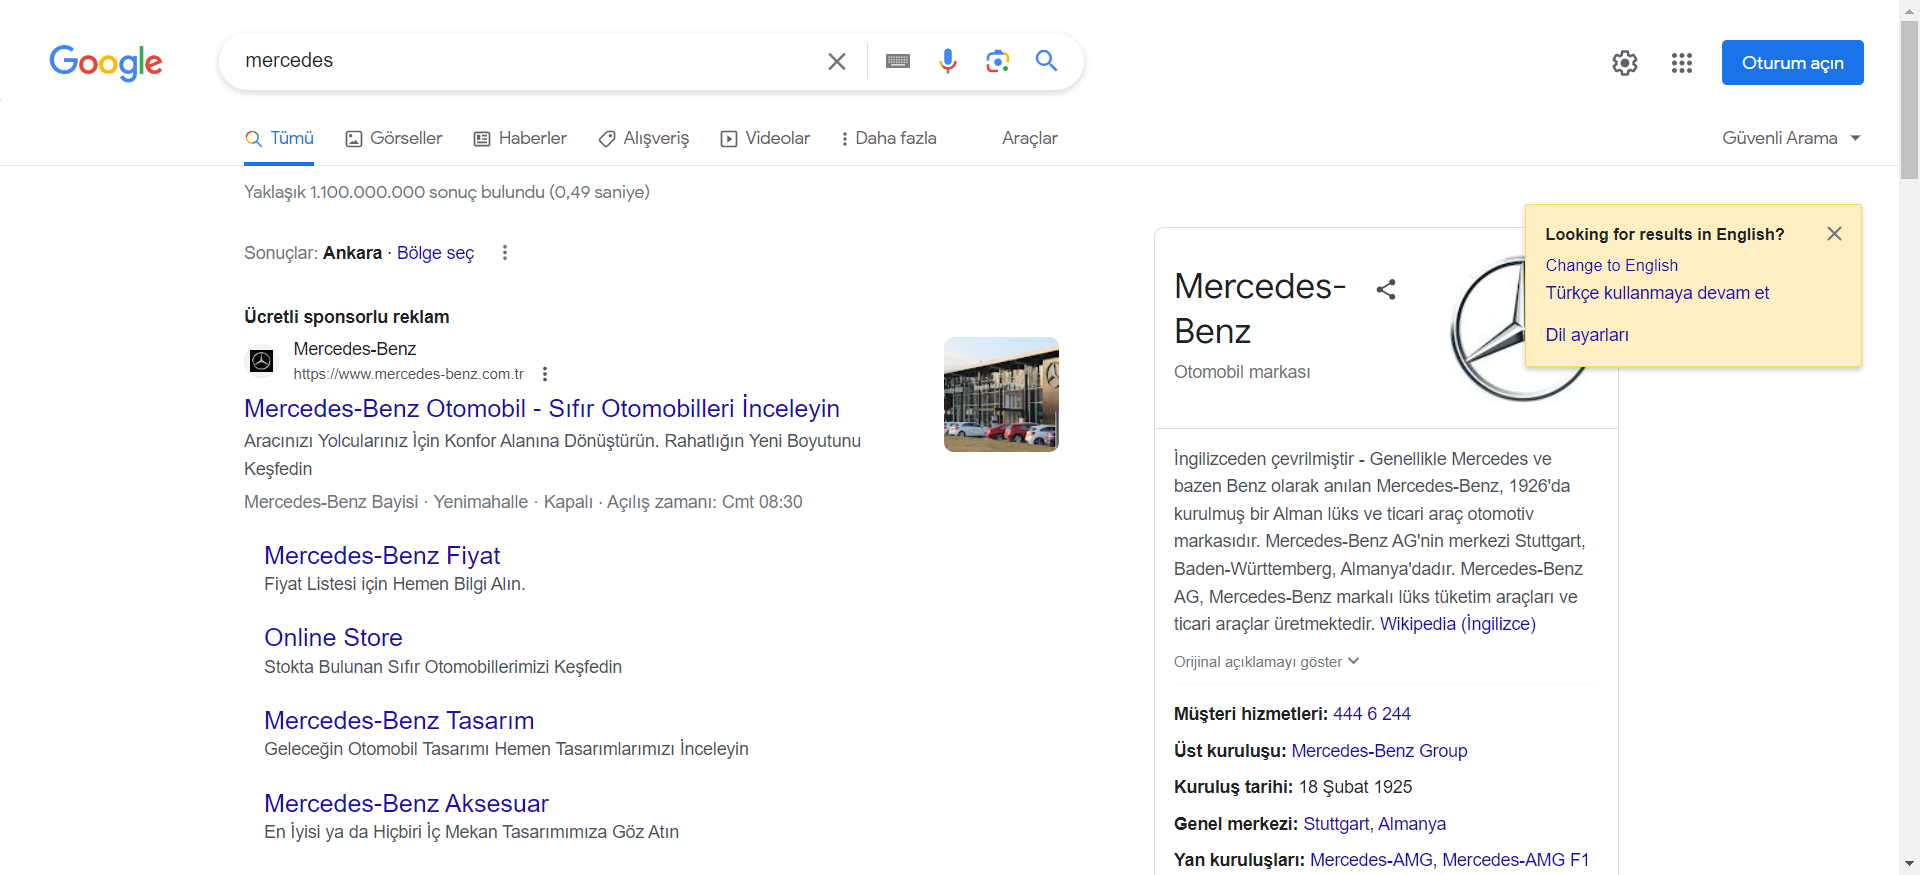 Google
mercedes
Oturum açın
Tümü
Görseller
Haberler
Alışveriş
Videolar
Daha fazla
Araçlar
Güvenli Arama
Yaklaşık 1.100.000.000 sonuç bulundu (0,49 saniye)
Sonuçlar: Ankara · Bölge seç
Ücretli sponsorlu reklam
Mercedes-Benz
https://www.mercedes-benz.com.tr
Mercedes-Benz Otomobil - Sıfır Otomobilleri İnceleyin
Aracınızı Yolcularınız İçin Konfor Alanına Dönüştürün. Rahatlığın Yeni Boyutunu
Keşfedin
Mercedes-Benz Bayisi · Yenimahalle · Kapalı · Açılış zamanı: Cmt 08:30
Mercedes-Benz Fiyat
Fiyat Listesi için Hemen Bilgi Alın.
Online Store
Stokta Bulunan Sıfır Otomobillerimizi Keşfedin
Mercedes-Benz Tasarım
Geleceğin Otomobil Tasarımı Hemen Tasarımlarımızı İnceleyin
Mercedes-Benz Aksesuar
En İyisi ya da Hiçbiri İç Mekan Tasarımımıza Göz Atın
Looking for results in English?
Change to English
Türkçe kullanmaya devam et
Dil ayarları
Mercedes-
Benz
Otomobil markası
İngilizceden çevrilmiştir - Genellikle Mercedes ve
bazen Benz olarak anılan Mercedes-Benz, 1926'da
kurulmuş bir Alman lüks ve ticari araç otomotiv
markasıdır. Mercedes-Benz AG'nin merkezi Stuttgart,
Baden-Württemberg, Almanya'dadır. Mercedes-Benz
AG, Mercedes-Benz markalı lüks tüketim araçları ve
ticari araçlar üretmektedir. Wikipedia (İngilizce)
Orijinal açıklamayı göster
Müşteri hizmetleri: 444 6 244
Üst kuruluşu: Mercedes-Benz Group
Kuruluş tarihi: 18 Şubat 1925
Genel merkezi: Stuttgart, Almanya
Yan kuruluşları: Mercedes-AMG, Mercedes-AMG F1